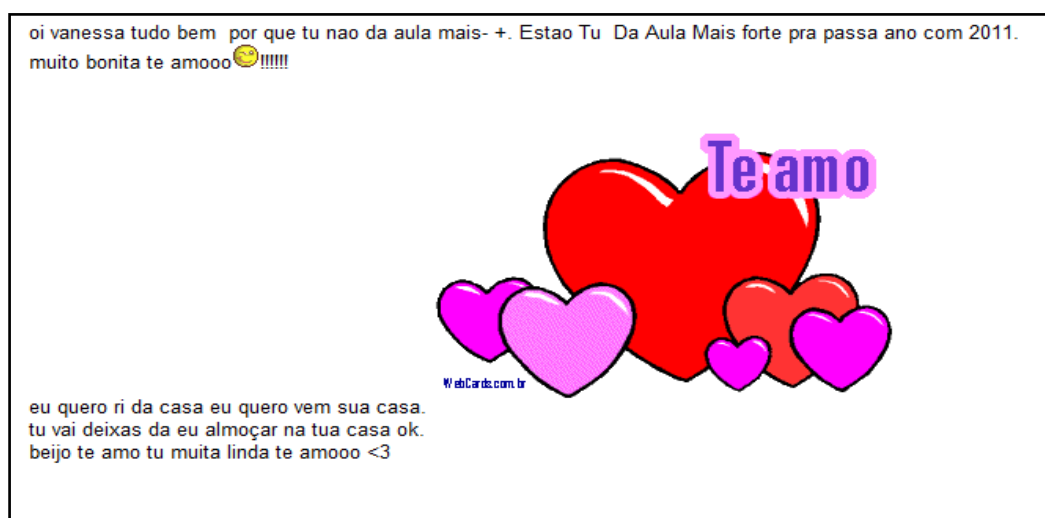 oi vanessa tudo bem  por que tu nao da aula mais- +. Estao Tu  Da Aula Mais forte pra passa ano com 2011.
muito bonita te amooo!!!!!!
Te amo
WebCards.com.br
eu quero ri da casa eu quero vem sua casa.
tu vai deixas da eu almoçar na tua casa ok.
beijo te amo tu muita linda te amooo <3